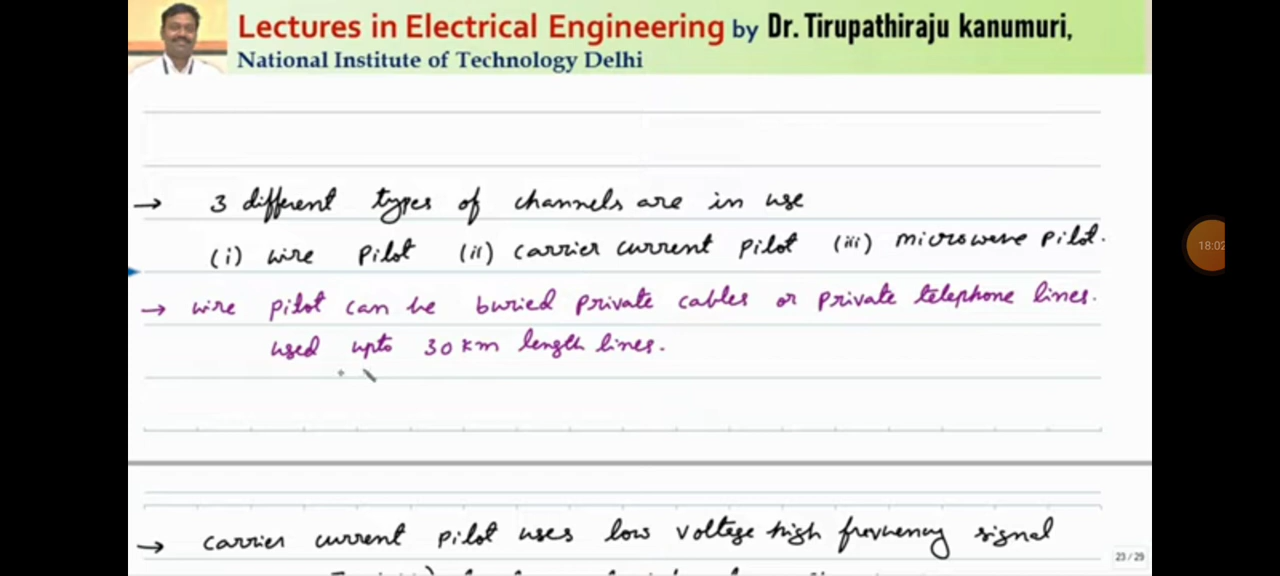 Lectures in Electrical Engineering by Dr. Tirupathiraju kanumuri,
National Institute of Technology Delhi
→ 3 different types of channels are in use
(i) wire pilot (ii) carrier current pilot (iii) microwave pilot.
18:02
→ wire pilot can be buried private cables or private telephone lines.
used upto 30 km length lines.
→ carrier current pilot uses low voltage high frequency signal
23 / 29